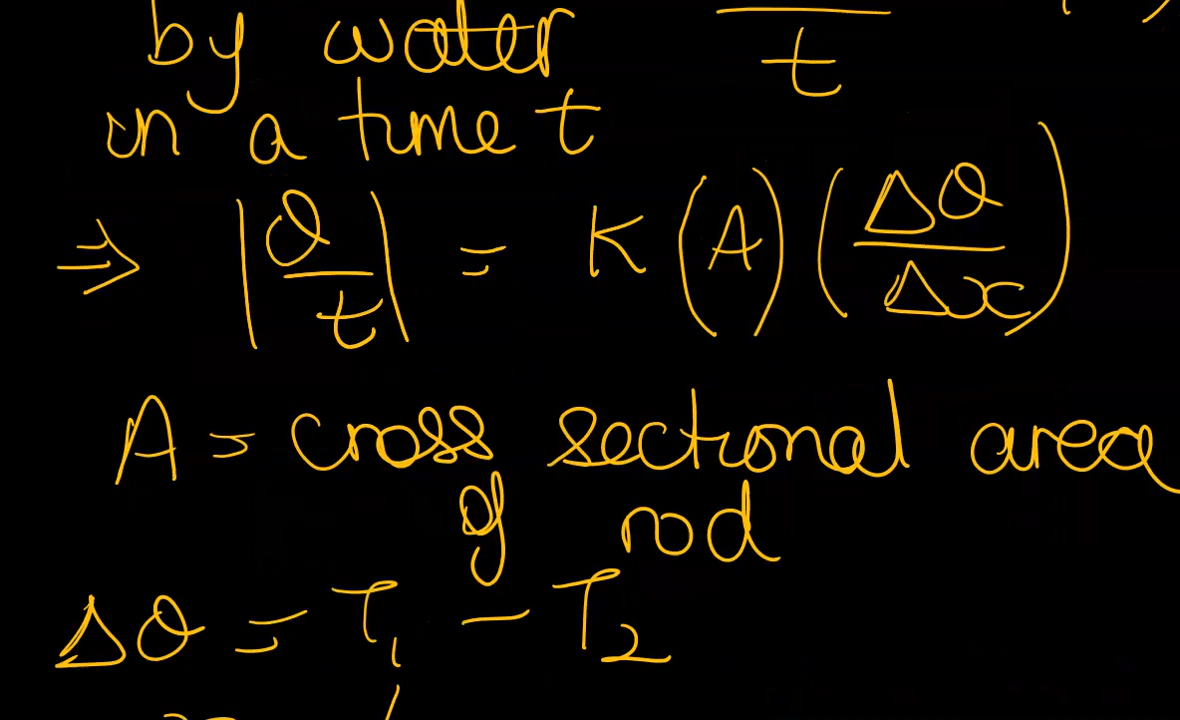 by water
t
in a time t
⇒ |Q/t| = K(A)(Δθ/Δx)
A = cross sectional area
of rod
Δθ = T₁ - T₂